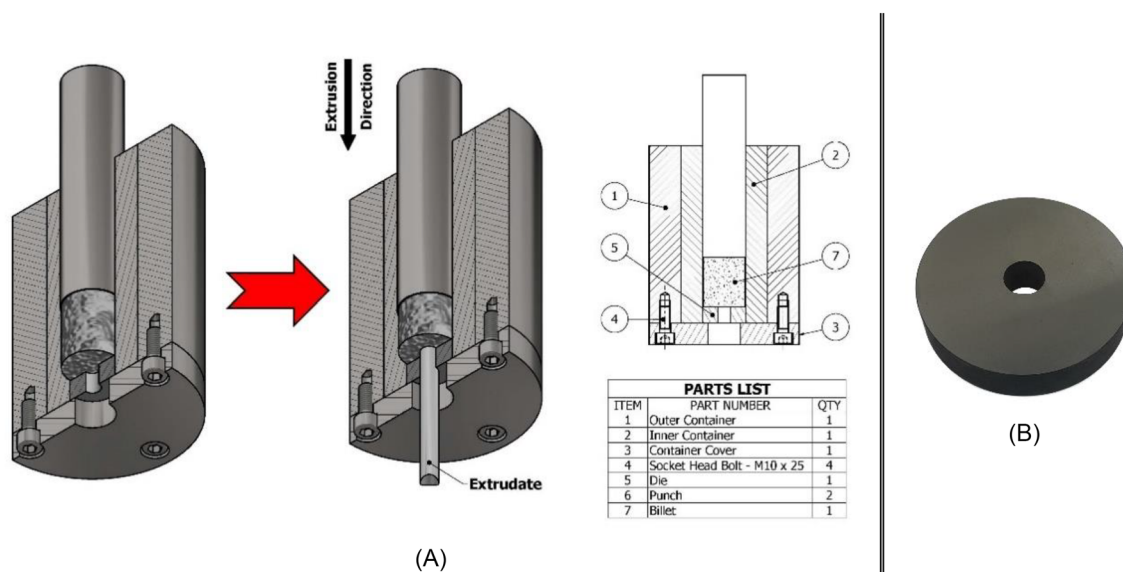 Extrusion
Direction
Extrudate
(A)
1
2
5
7
4
3
PARTS LIST
ITEM PART NUMBER QTY
1 Outer Container 1
2 Inner Container 1
3 Container Cover 1
4 Socket Head Bolt - M10 x 25 4
5 Die 1
6 Punch 2
7 Billet 1
(B)